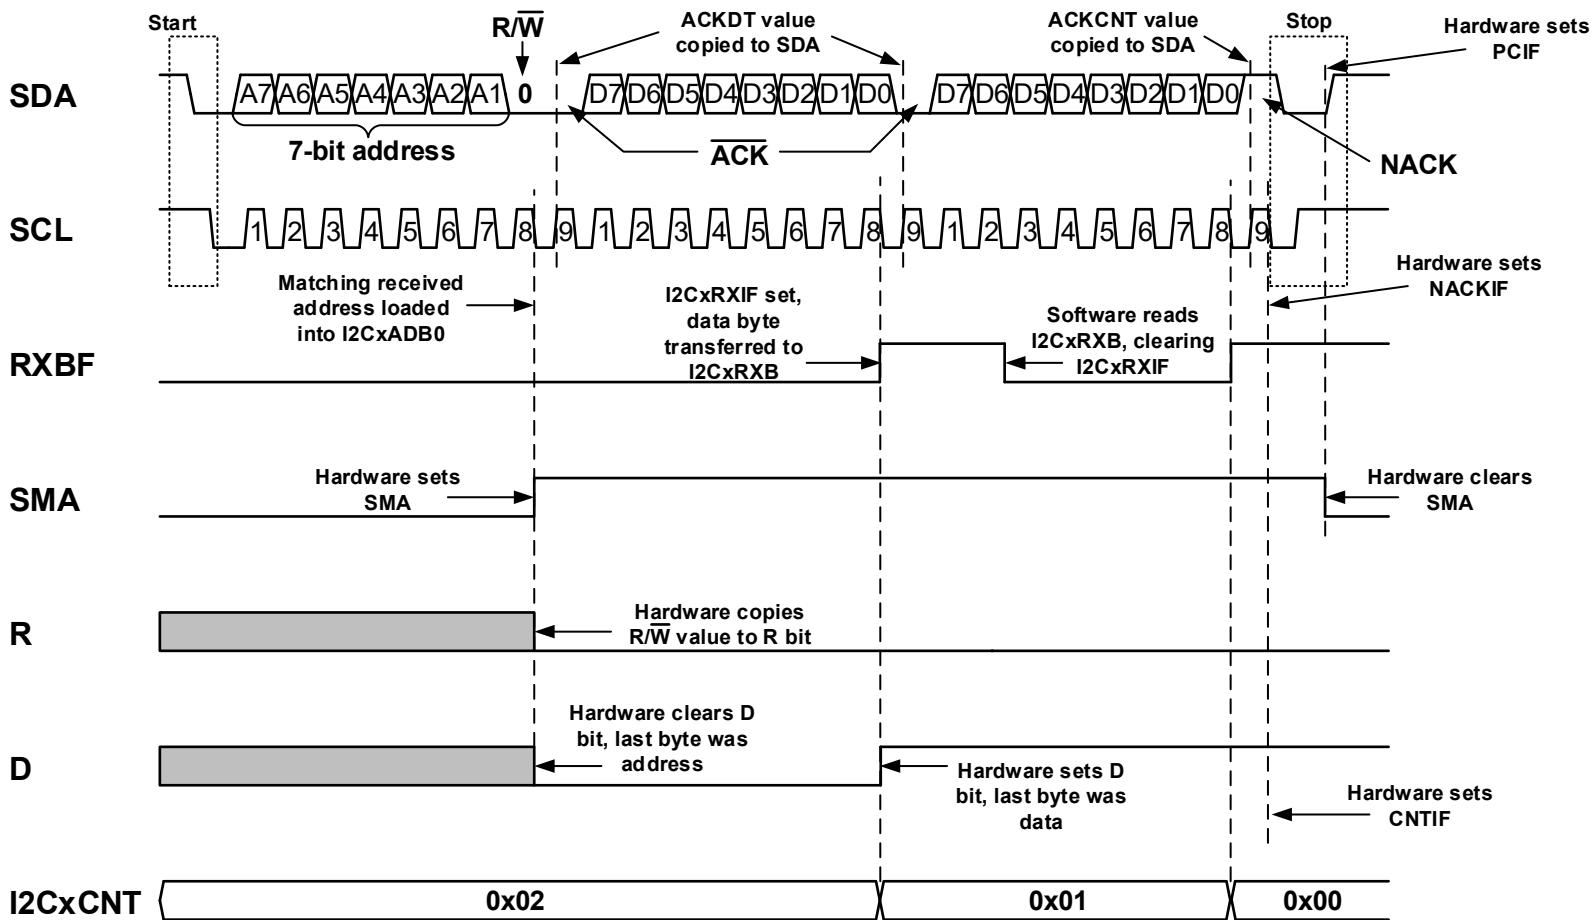 Start
R/W
ACKDT value
copied to SDA
ACKCNT value
copied to SDA
Stop
Hardware sets
PCIF
SDA
A7 A6 A5 A4 A3 A2 A1 0 D7 D6 D5 D4 D3 D2 D1 D0 D7 D6 D5 D4 D3 D2 D1 D0
7-bit address
ACK
NACK
SCL
1 2 3 4 5 6 7 8 9 1 2 3 4 5 6 7 8 9 1 2 3 4 5 6 7 8 9
Matching received
address loaded
into I2CxADB0
I2CxRXIF set,
data byte
transferred to
I2CxRXB
Software reads
I2CxRXB, clearing
I2CxRXIF
Hardware sets
NACKIF
RXBF
SMA
Hardware sets
SMA
Hardware clears
SMA
R
Hardware copies
R/W value to R bit
D
Hardware clears D
bit, last byte was
address
Hardware sets D
bit, last byte was
data
Hardware sets
CNTIF
I2CxCNT
0x02
0x01
0x00